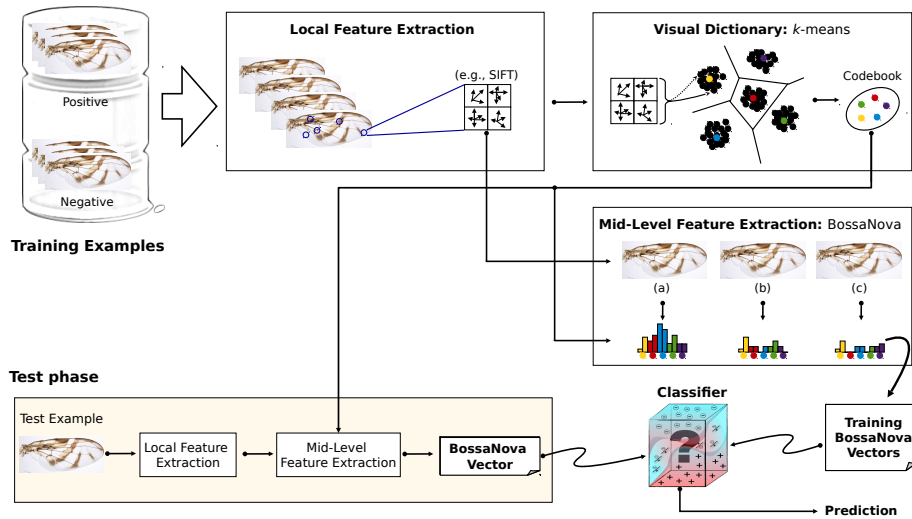 Positive
Negative
Training Examples
Local Feature Extraction
(e.g., SIFT)
Visual Dictionary: k-means
Codebook
Mid-Level Feature Extraction: BossaNova
(a)
(b)
(c)
Test phase
Test Example
Local Feature
Extraction
Mid-Level
Feature Extraction
BossaNova
Vector
Classifier
?
Training
BossaNova
Vectors
Prediction